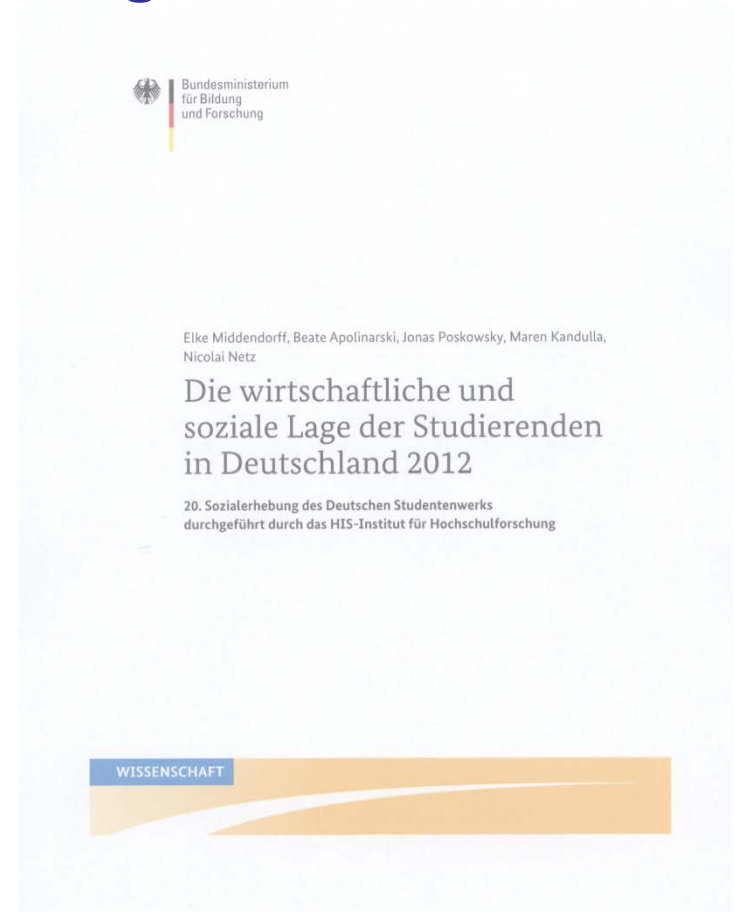 Bundesministerium
für Bildung
und Forschung
Elke Middendorff, Beate Apolinarski, Jonas Poskowsky, Maren Kandulla,
Nicolai Netz
Die wirtschaftliche und
soziale Lage der Studierenden
in Deutschland 2012
20. Sozialerhebung des Deutschen Studentenwerks
durchgeführt durch das HIS-Institut für Hochschulforschung
WISSENSCHAFT